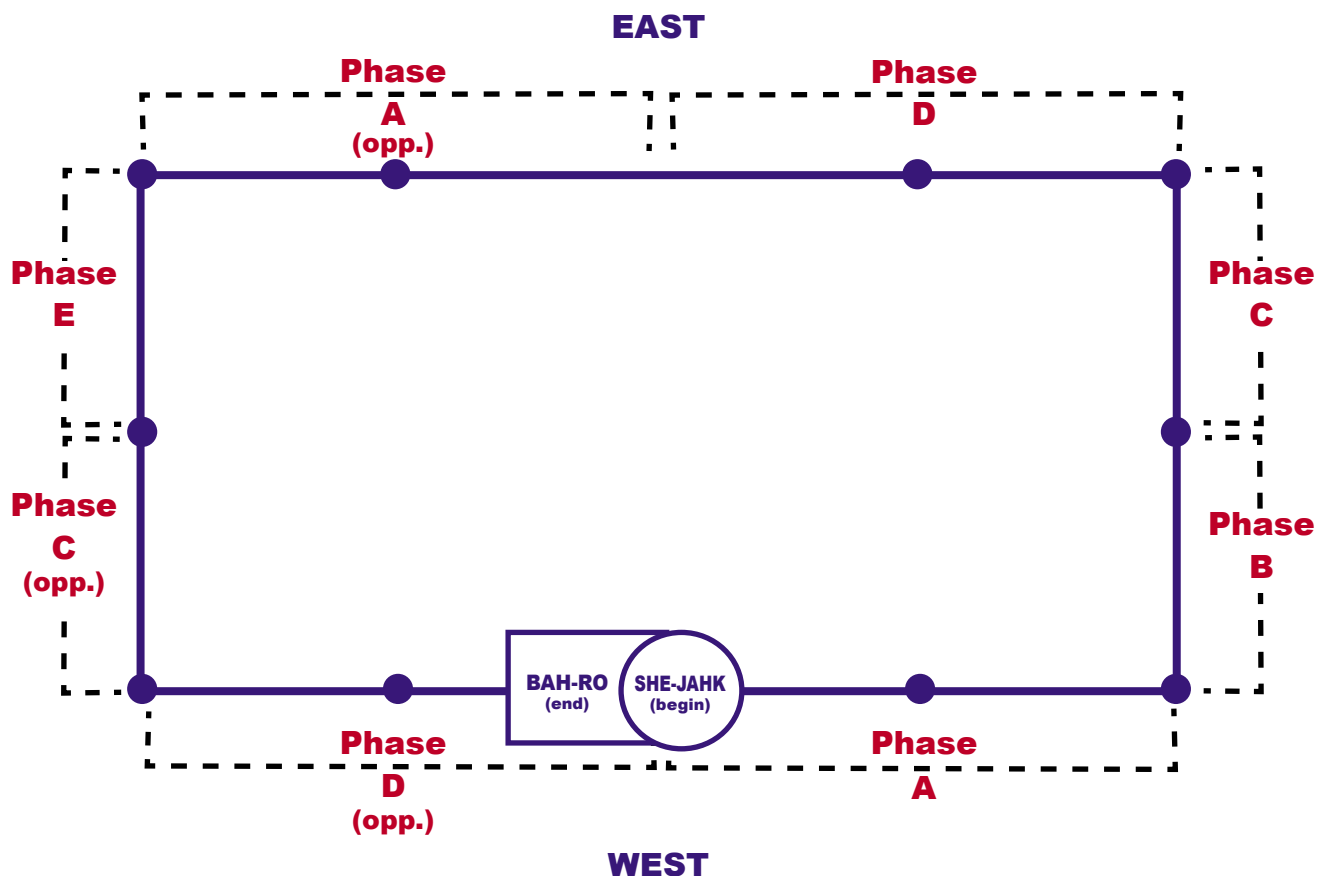 EAST
Phase
A
(opp.)
Phase
D
Phase
E
Phase
C
Phase
C
(opp.)
Phase
B
BAH-RO
(end)
SHE-JAHK
(begin)
Phase
D
(opp.)
Phase
A
WEST